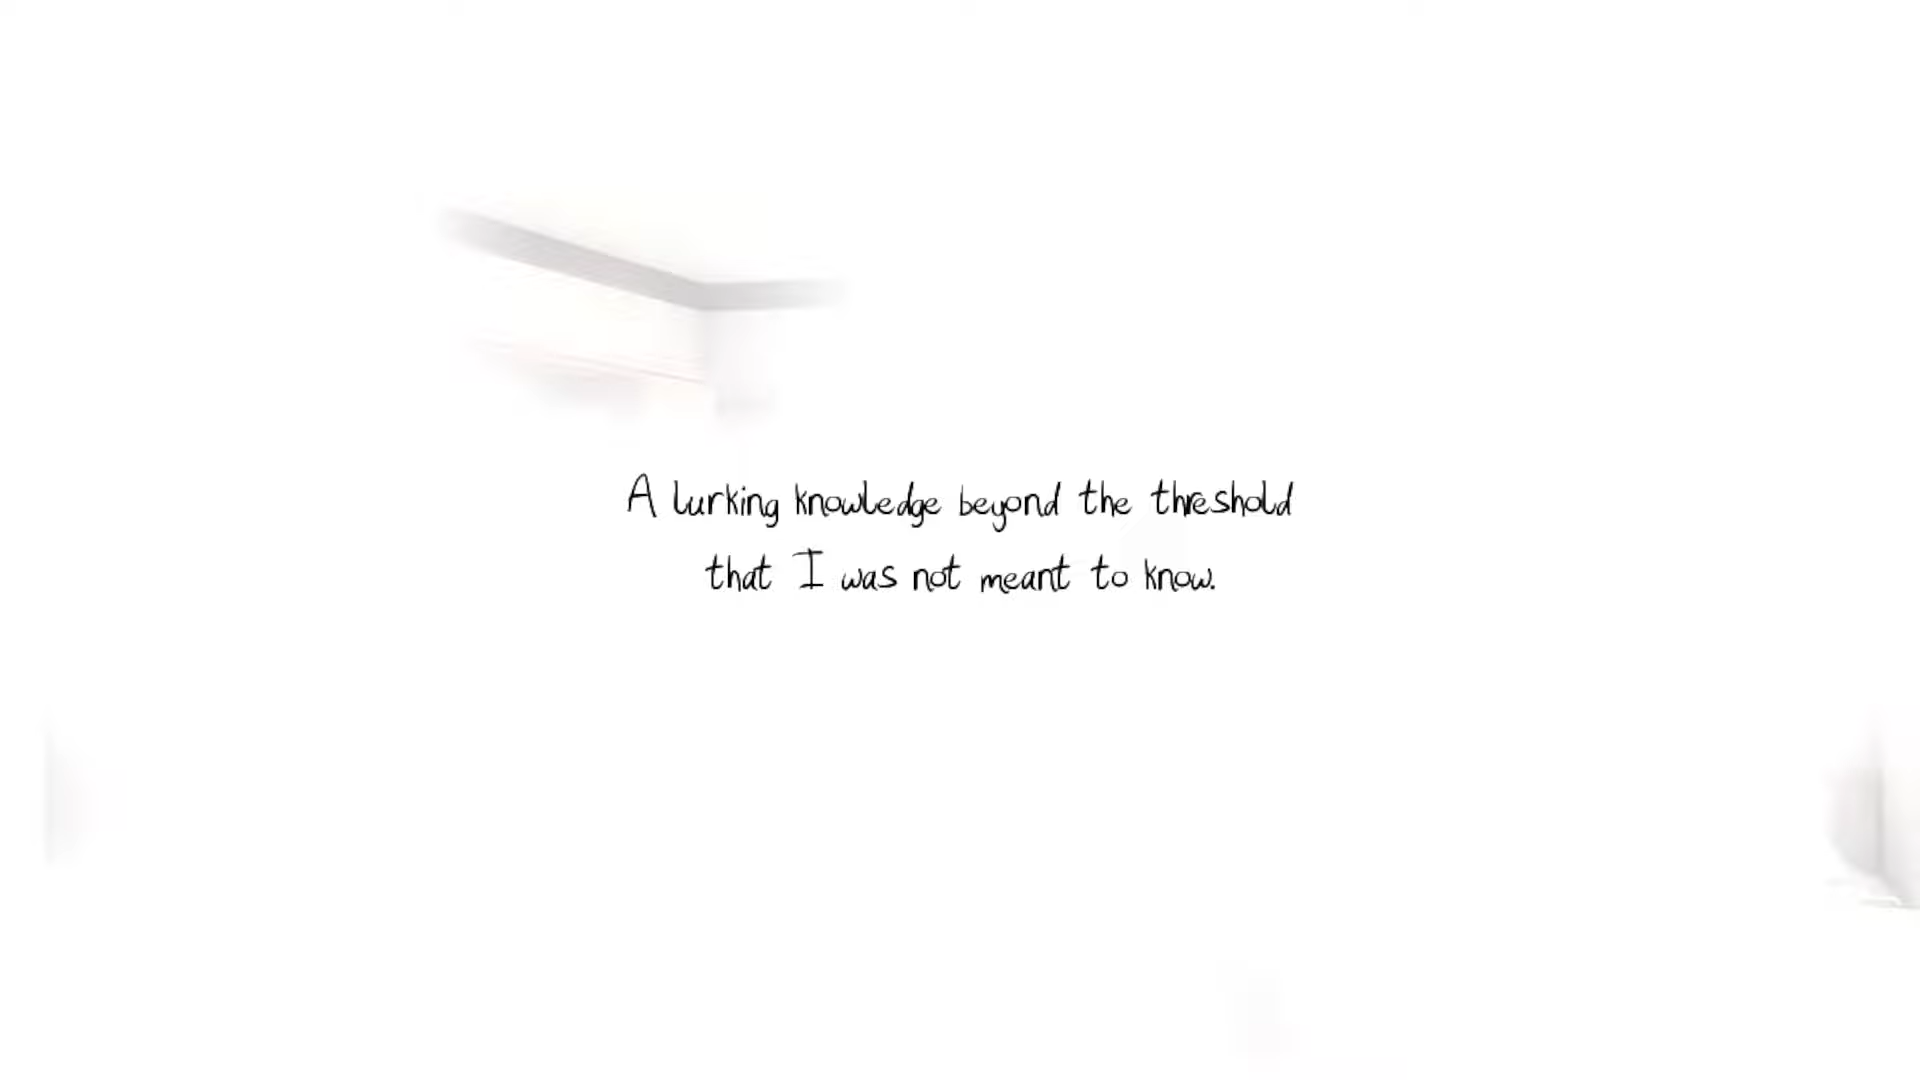 A lurking knowledge beyond the threshold
that I was not meant to know.